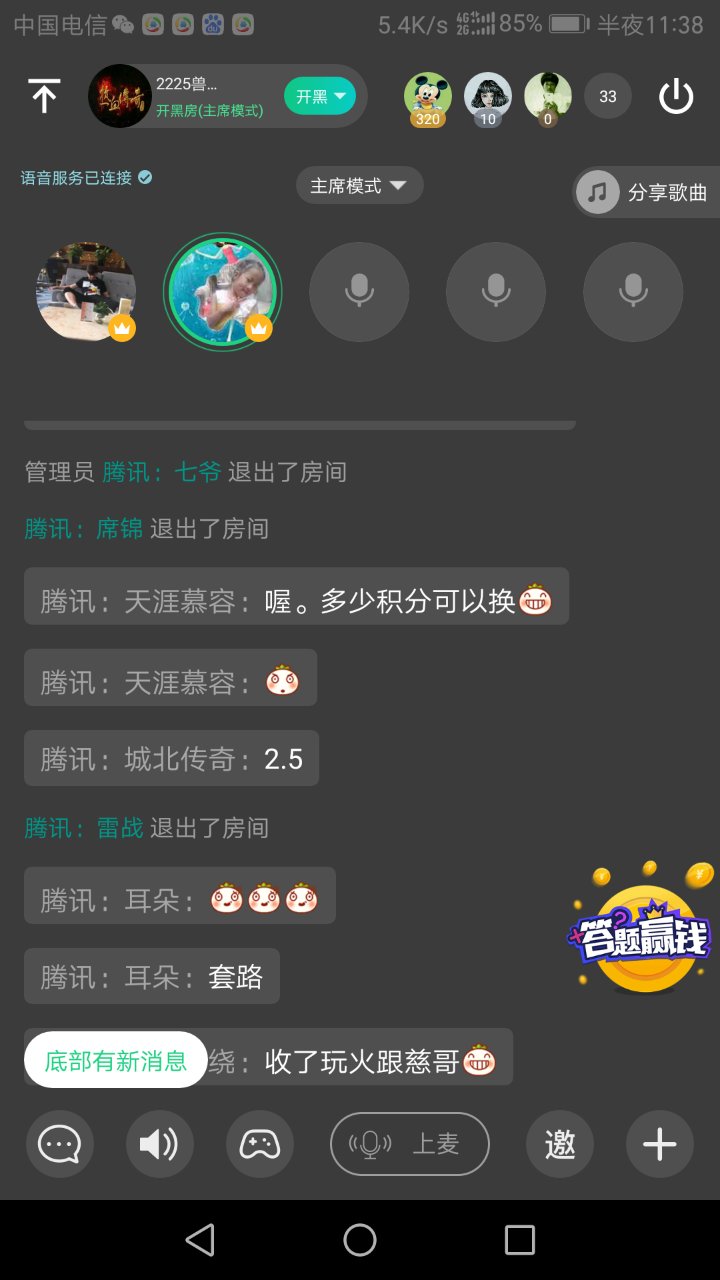 中国电信 5.4K/s 4G 2G 85% 半夜11:38
2225兽...
开黑房(主席模式)
开黑
320 10 0 33
语音服务已连接 主席模式 分享歌曲
管理员 腾讯：七爷 退出了房间
腾讯：席锦 退出了房间
腾讯：天涯慕容：喔。多少积分可以换
腾讯：天涯慕容：
腾讯：城北传奇：2.5
腾讯：雷战 退出了房间
腾讯：耳朵：
答题赢钱
腾讯：耳朵：套路
底部有新消息 绕：收了玩火跟慈哥
上麦 邀